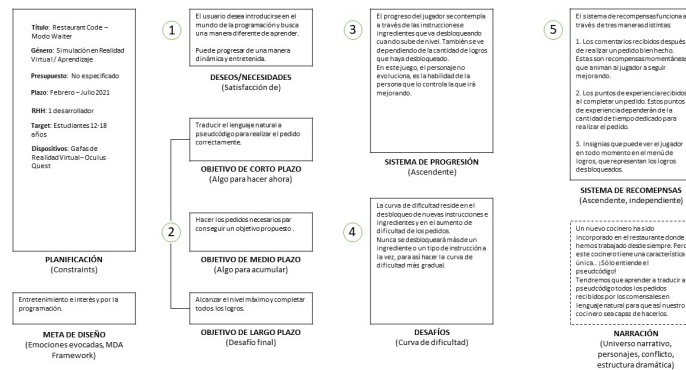 Título: Restaurant Code –
Modo Waiter
Género: Simulación en Realidad
Virtual / Aprendizaje
Presupuesto: No especificado
Plazo: Febrero – Julio 2021
RHH: 1 desarrollador
Target: Estudiantes 12-18
años
Dispositivos: Gafas de
Realidad Virtual – Oculus
Quest
PLANIFICACIÓN
(Constraints)
Entretenimiento e interés y por la
programación.
META DE DISEÑO
(Emociones evocadas, MDA
Framework)
1
El usuario desea introducirse en el
mundo de la programación y busca
una manera diferente de aprender.
Puede progresar de una manera
dinámica y entretenida.
DESEOS/NECESIDADES
(Satisfacción de)
2
Traducir el lenguaje natural a
pseudcódigo para realizar el pedido
correctamente.
OBJETIVO DE CORTO PLAZO
(Algo para hacer ahora)
Hacer los pedidos necesarios par
conseguir un objetivo propuesto .
OBJETIVO DE MEDIO PLAZO
(Algo para acumular)
Alcanzar el nivel máximo y completar
todos los logros.
OBJETIVO DE LARGO PLAZO
(Desafío final)
3
El progreso del jugador se contempla
a través de las instrucciones e
ingredientes que va desbloqueando
cuando sube de nivel. También se ve
dependiendo de la cantidad de logros
que haya desbloqueado.
En este juego, el personaje no
evoluciona, es la habilidad de la
persona que lo controla la que irá
mejorando.
SISTEMA DE PROGRESIÓN
(Ascendente)
4
La curva de dificultad reside en el
desbloqueo de nuevas instrucciones e
ingredientes y en el aumento de
dificultad de los pedidos.
Nunca se desbloqueará más de un
ingrediente o un tipo de instrucción a
la vez, para así hacer la curva de
dificultad más gradual.
DESAFÍOS
(Curva de dificultad)
5
El sistema de recompensas funciona a
través de tres maneras distintas:
1. Los comentarios recibidos después
de realizar un pedido bien hecho.
Estas son recompensas momentáneas
que animan al jugador a seguir
mejorando.
2. Los puntos de experiencia recibidos
al completar un pedido. Estos puntos
de experiencia dependerán de la
cantidad de tiempo dedicado para
realizar el pedido.
3. Insignias que puede ver el jugador
en todo momento en el menú de
logros, que representan los logros
desbloqueados.
SISTEMA DE RECOMEPNSAS
(Ascendente, independiente)
Un nuevo cocinero ha sido
incorporado en el restaurante donde
hemos trabajado desde siempre. Pero
este cocinero tiene una característica
única... ¡Sólo entiende el
pseudcódigo!
Tendremos que aprender a traducir a
pseudcódigo todos los pedidos
recibidos por los comensales en
lenguaje natural para que así nuestro
cocinero sea capaz de hacerlos.
NARRACIÓN
(Universo narrativo,
personajes, conflicto,
estructura dramática)